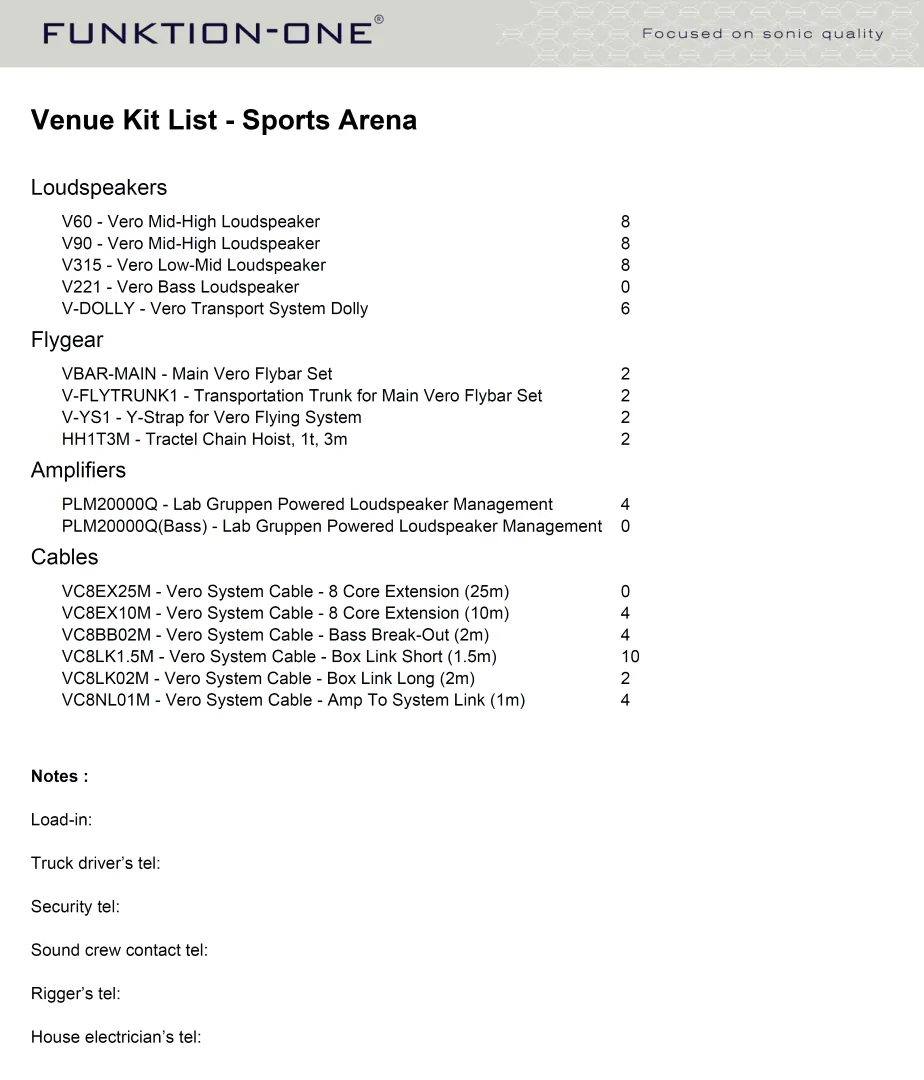 FUNKTION-ONE®
Focused on sonic quality
Venue Kit List - Sports Arena
Loudspeakers
V60 - Vero Mid-High Loudspeaker 8
V90 - Vero Mid-High Loudspeaker 8
V315 - Vero Low-Mid Loudspeaker 8
V221 - Vero Bass Loudspeaker 0
V-DOLLY - Vero Transport System Dolly 6
Flygear
VBAR-MAIN - Main Vero Flybar Set 2
V-FLYTRUNK1 - Transportation Trunk for Main Vero Flybar Set 2
V-YS1 - Y-Strap for Vero Flying System 2
HH1T3M - Tractel Chain Hoist, 1t, 3m 2
Amplifiers
PLM20000Q - Lab Gruppen Powered Loudspeaker Management 4
PLM20000Q(Bass) - Lab Gruppen Powered Loudspeaker Management 0
Cables
VC8EX25M - Vero System Cable - 8 Core Extension (25m) 0
VC8EX10M - Vero System Cable - 8 Core Extension (10m) 4
VC8BB02M - Vero System Cable - Bass Break-Out (2m) 4
VC8LK1.5M - Vero System Cable - Box Link Short (1.5m) 10
VC8LK02M - Vero System Cable - Box Link Long (2m) 2
VC8NL01M - Vero System Cable - Amp To System Link (1m) 4
Notes :
Load-in:
Truck driver’s tel:
Security tel:
Sound crew contact tel:
Rigger’s tel:
House electrician’s tel: